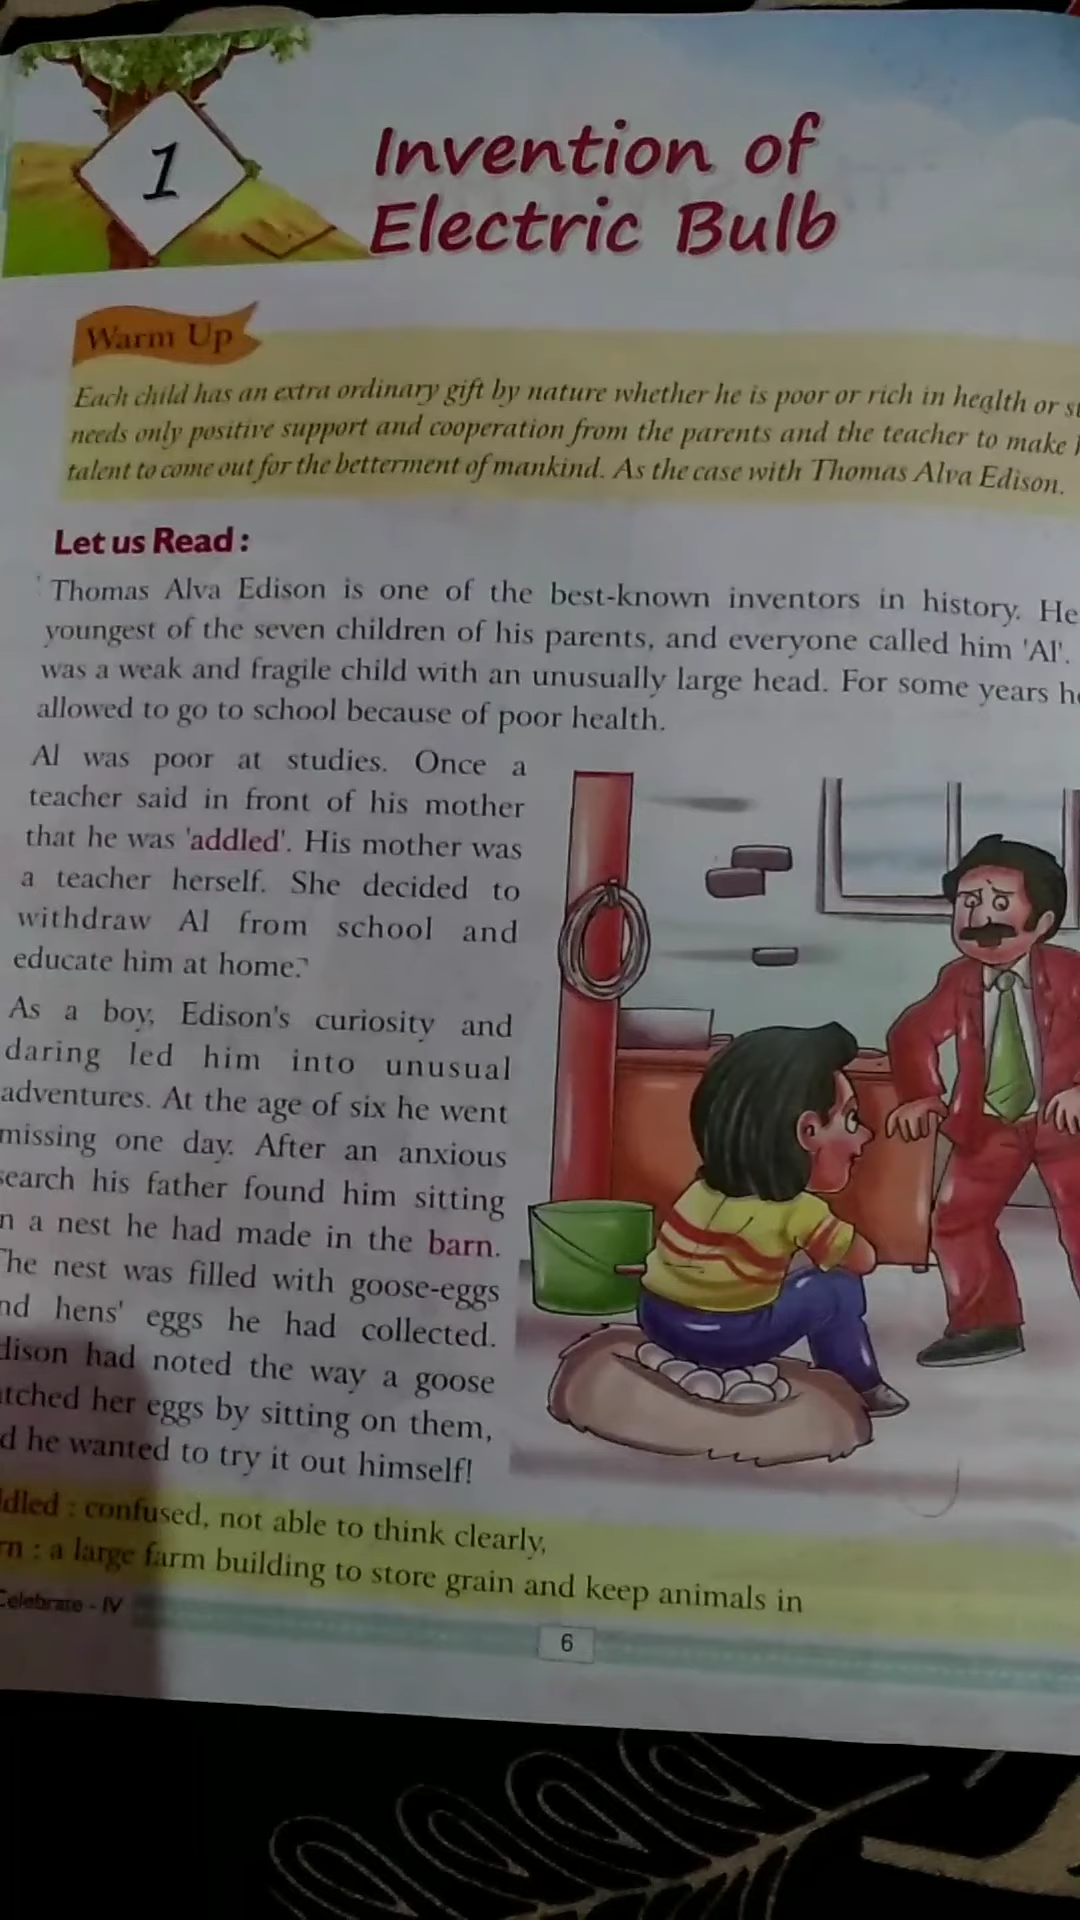 1
Invention of
Electric Bulb
Warm Up
Each child has an extra ordinary gift by nature whether he is poor or rich in health or
needs only positive support and cooperation from the parents and the teacher to make
talent to come out for the betterment of mankind. As the case with Thomas Alva Edison.
Let us Read :
Thomas Alva Edison is one of the best-known inventors in history. He
youngest of the seven children of his parents, and everyone called him 'Al'.
was a weak and fragile child with an unusually large head. For some years
allowed to go to school because of poor health.
Al was poor at studies. Once a
teacher said in front of his mother
that he was 'addled'. His mother was
a teacher herself. She decided to
withdraw Al from school and
educate him at home.
As a boy, Edison's curiosity and
daring led him into unusual
adventures. At the age of six he went
missing one day. After an anxious
search his father found him sitting
a nest he had made in the barn.
The nest was filled with goose-eggs
hens' eggs he had collected.
had noted the way a goose
her eggs by sitting on them,
he wanted to try it out himself!
: confused, not able to think clearly,
: a large farm building to store grain and keep animals in
Celebrate - IV
6